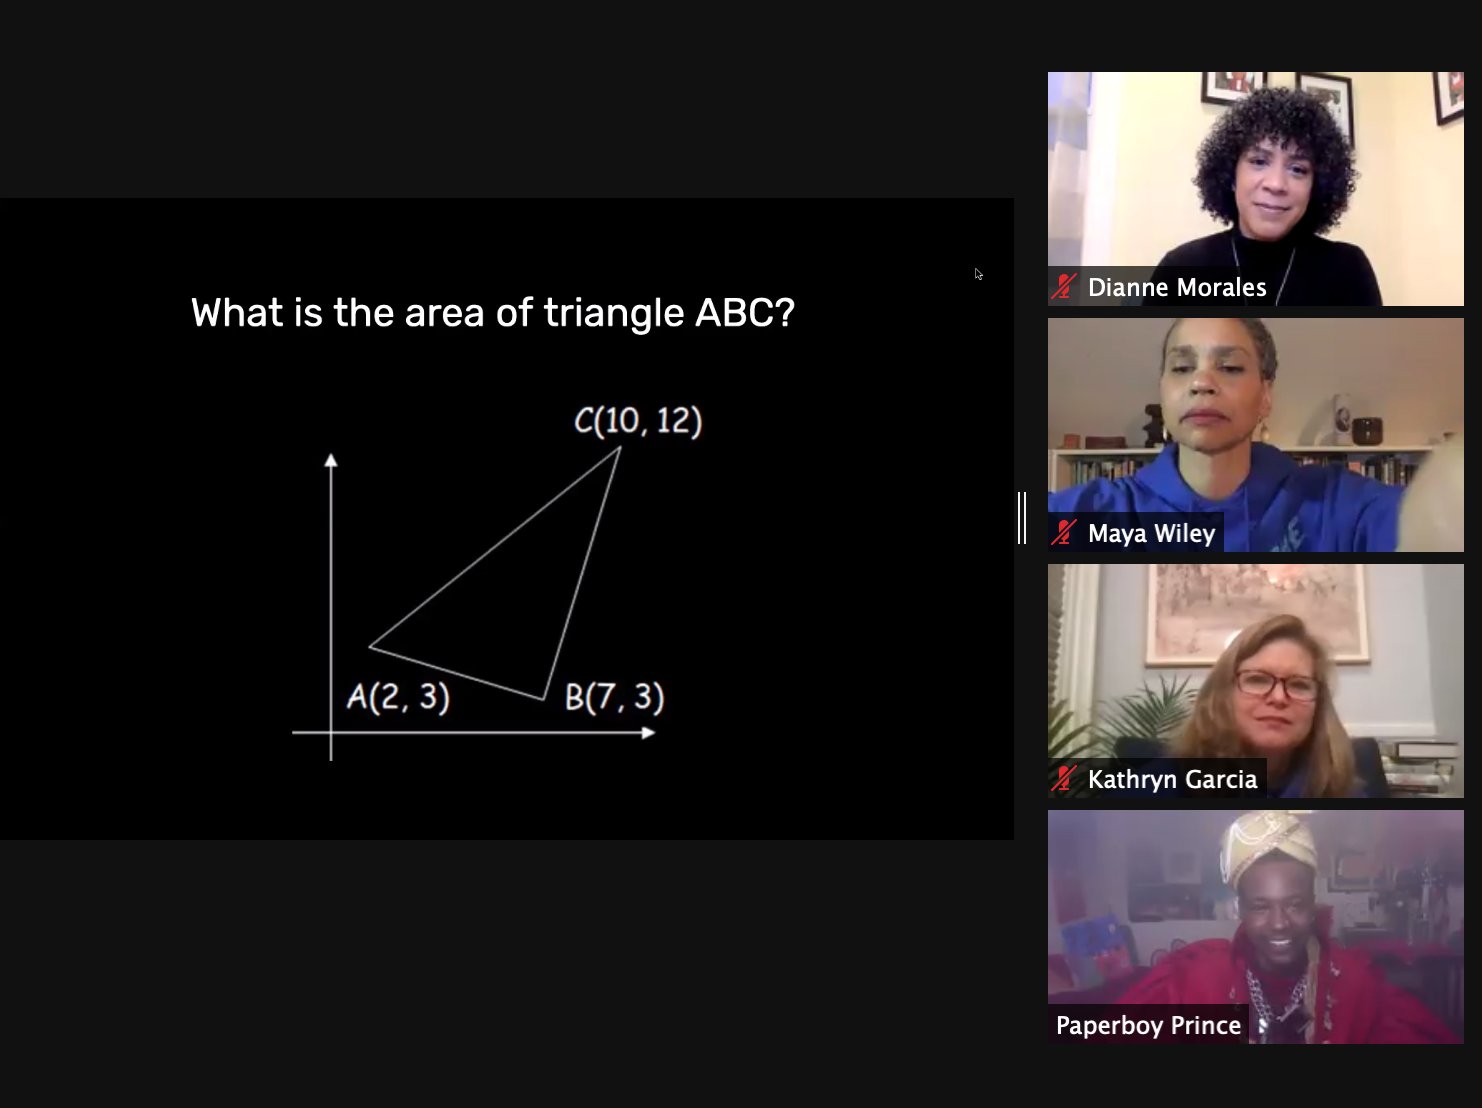 What is the area of triangle ABC?
C(10, 12)
A(2, 3)
B(7, 3)
Dianne Morales
Maya Wiley
Kathryn Garcia
Paperboy Prince